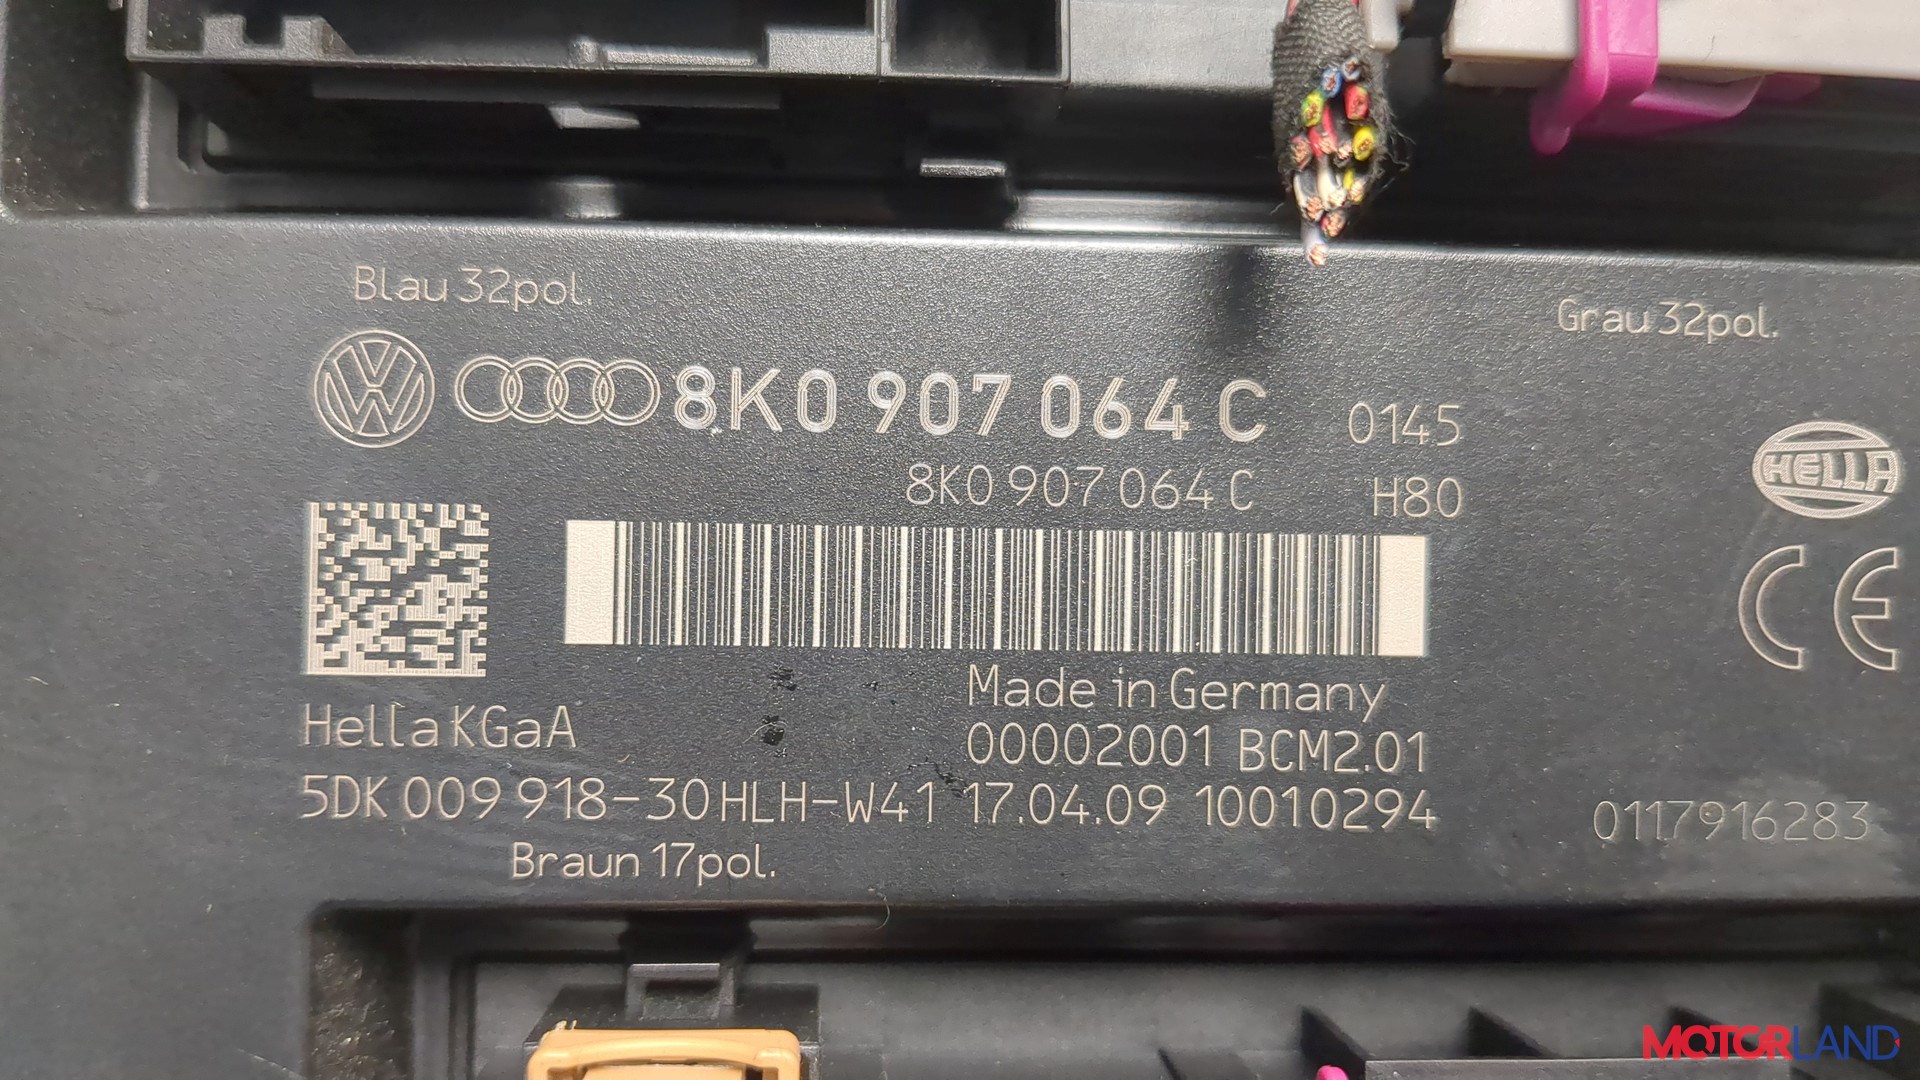 Blau 32pol.
Grau 32pol.
8K0 907 064 C 0145
8K0 907 064 C H80
HELLA
CE
Made in Germany
Hella KGaA
00002001 BCM2.01
5DK 009 918-30 HLH-W41 17.04.09 10010294
0117916283
Braun 17pol.
MOTORLAND